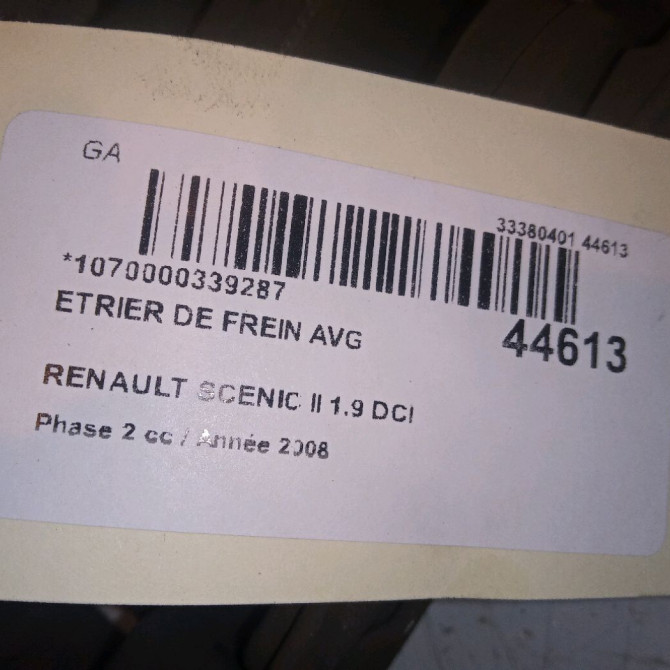 GA
33380401 44613
*1070000339287
44613
ETRIER DE FREIN AVG
RENAULT SCENIC II 1.9 DCI
Phase 2 cc / Année 2008